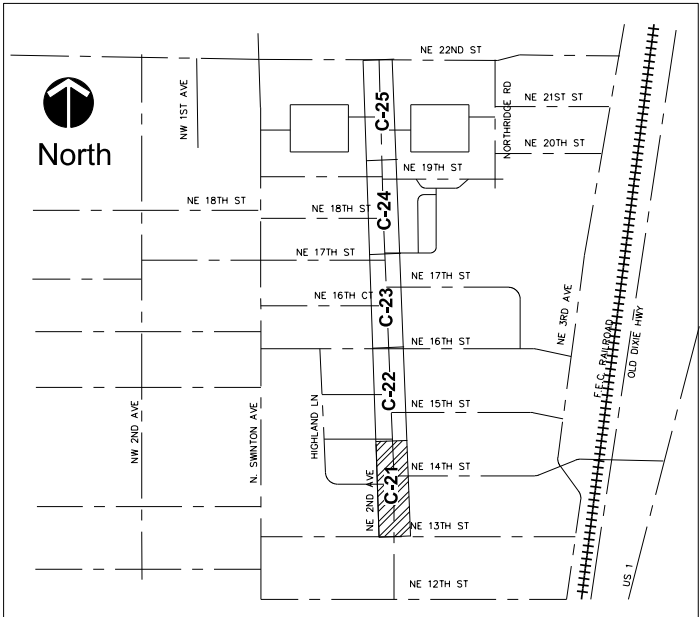 NE 22ND ST
NW 1ST AVE
C-25
NORTHRIDGE RD
NE 21ST ST
NE 20TH ST
North
NE 19TH ST
NE 18TH ST
NE 18TH ST
C-24
NE 17TH ST
NE 17TH ST
NE 16TH CT
C-23
NE 3RD AVE
F.E.C. RAILROAD
OLD DIXIE HWY
NE 16TH ST
C-22
HIGHLAND LN
NE 15TH ST
NW 2ND AVE
N. SWINTON AVE
NE 14TH ST
C-21
NE 2ND AVE
NE 13TH ST
NE 12TH ST
US 1